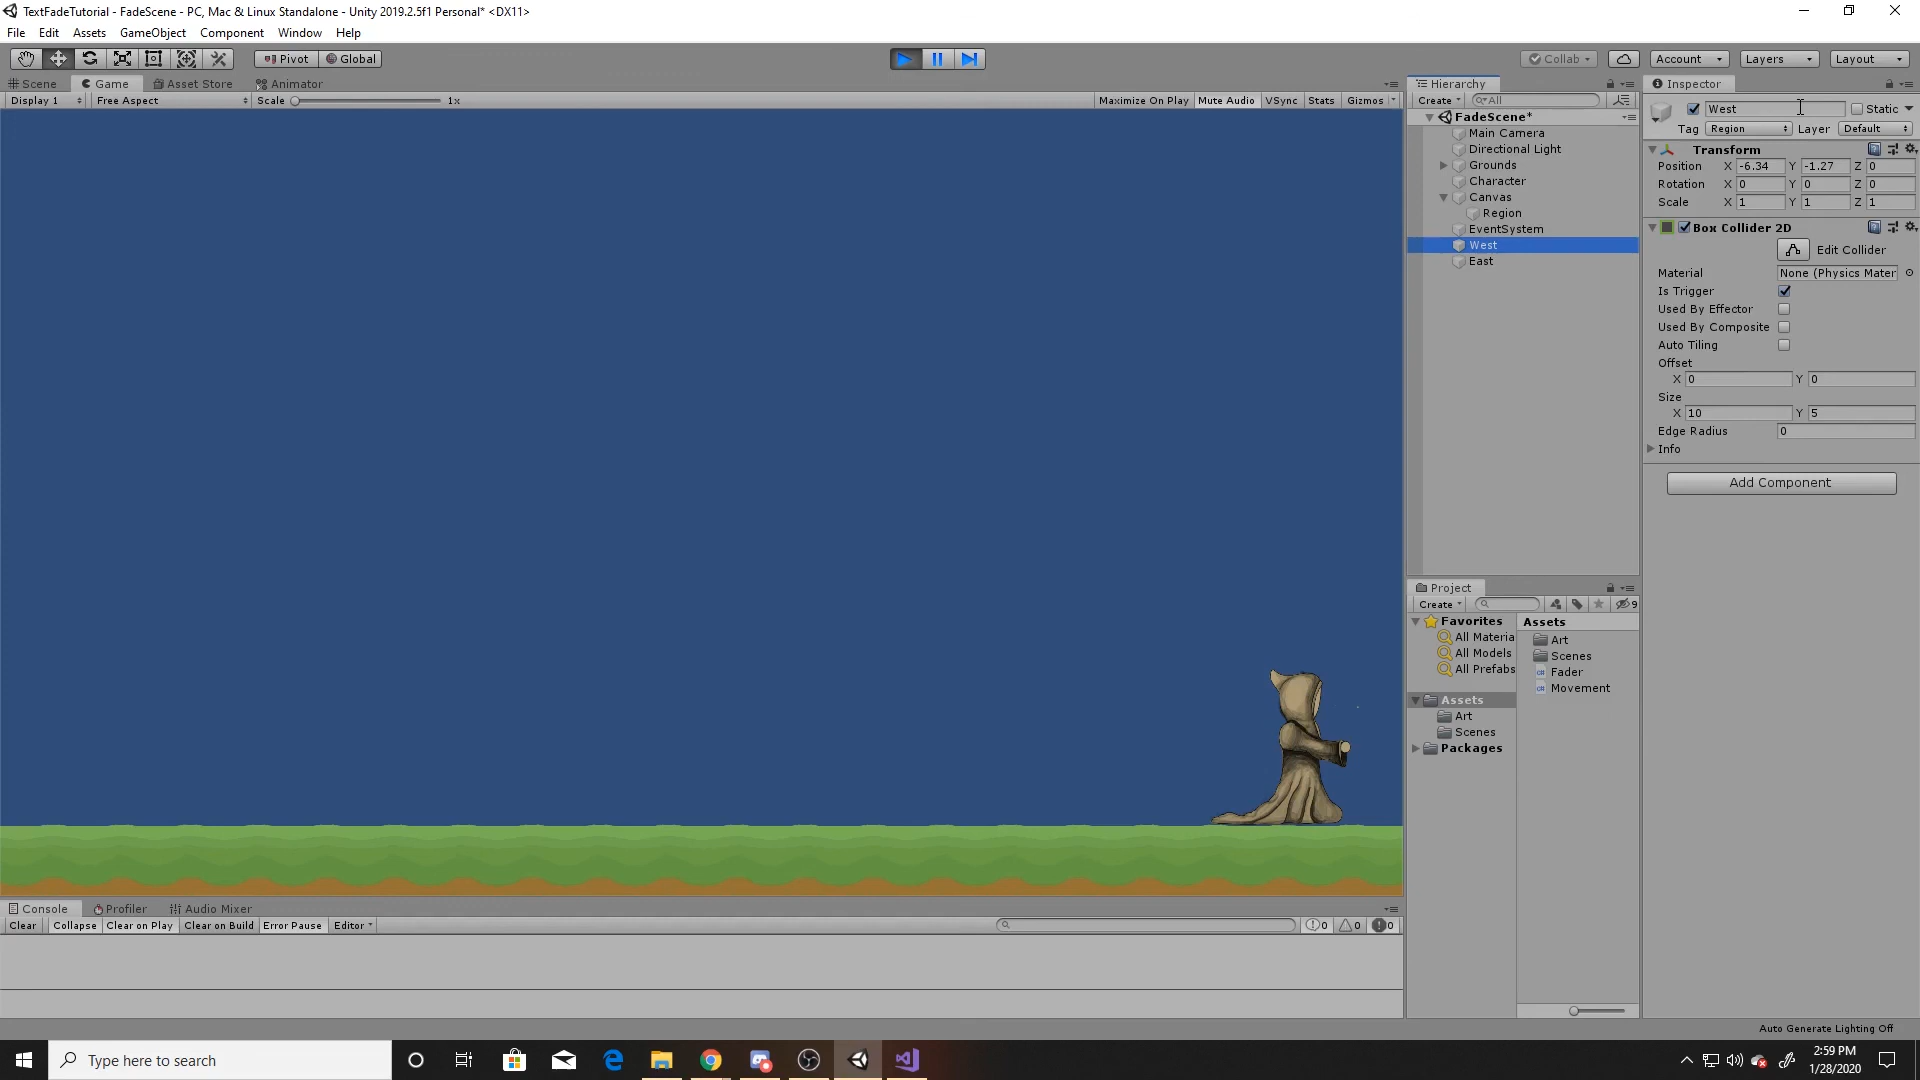 TextFadeTutorial - FadeScene - PC, Mac & Linux Standalone - Unity 2019.2.5f1 Personal* <DX11>
File Edit Assets GameObject Component Window Help
Pivot Global Collab Account Layers Layout
Scene Game Asset Store Animator
Display 1 Free Aspect Scale 1x Maximize On Play Mute Audio VSync Stats Gizmos
Hierarchy
Create All
FadeScene*
Main Camera
Directional Light
Grounds
Character
Canvas
Region
EventSystem
West
East
Project
Create 9
Favorites
All Materia
All Models
All Prefabs
Assets
Art
Scenes
Packages
Assets
Art
Scenes
Fader
Movement
Inspector
West Static
Tag Region Layer Default
Transform
Position X -6.34 Y -1.27 Z 0
Rotation X 0 Y 0 Z 0
Scale X 1 Y 1 Z 1
Box Collider 2D
Edit Collider
Material None (Physics Mater
Is Trigger
Used By Effector
Used By Composite
Auto Tiling
Offset
X 0 Y 0
Size
X 10 Y 5
Edge Radius 0
Info
Add Component
Console Profiler Audio Mixer
Clear Collapse Clear on Play Clear on Build Error Pause Editor 0 0 0
Auto Generate Lighting Off
Type here to search
2:59 PM
1/28/2020